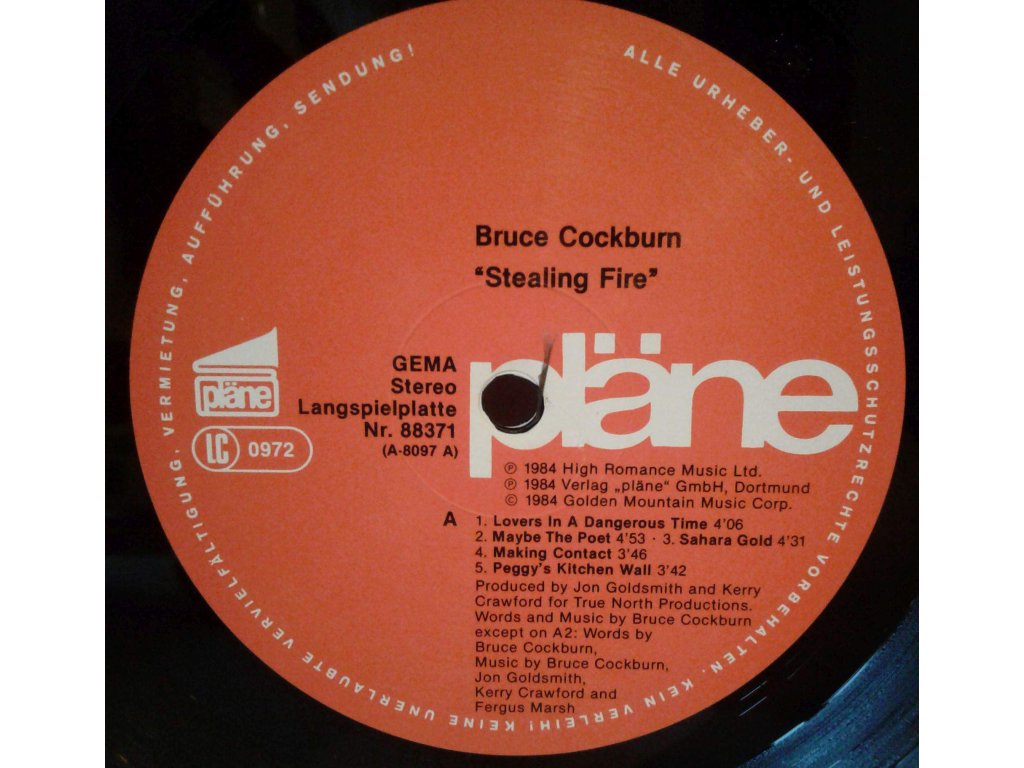 ALLE URHEBER- UND LEISTUNGSSCHUTZRECHTE VORBEHALTEN. KEIN VERLEIH! KEINE UNERLAUBTE VERVIELFÄLTIGUNG, VERMIETUNG, AUFFÜHRUNG, SENDUNG!
Bruce Cockburn
“Stealing Fire”
pläne
LC 0972
GEMA
Stereo
Langspielplatte
Nr. 88371
(A-8097 A)
pläne
Ⓟ 1984 High Romance Music Ltd.
Ⓟ 1984 Verlag „pläne“ GmbH, Dortmund
© 1984 Golden Mountain Music Corp.
A
1. Lovers In A Dangerous Time 4'06
2. Maybe The Poet 4'53 · 3. Sahara Gold 4'31
4. Making Contact 3'46
5. Peggy's Kitchen Wall 3'42
Produced by Jon Goldsmith and Kerry
Crawford for True North Productions.
Words and Music by Bruce Cockburn
except on A2: Words by
Bruce Cockburn,
Music by Bruce Cockburn,
Jon Goldsmith,
Kerry Crawford and
Fergus Marsh